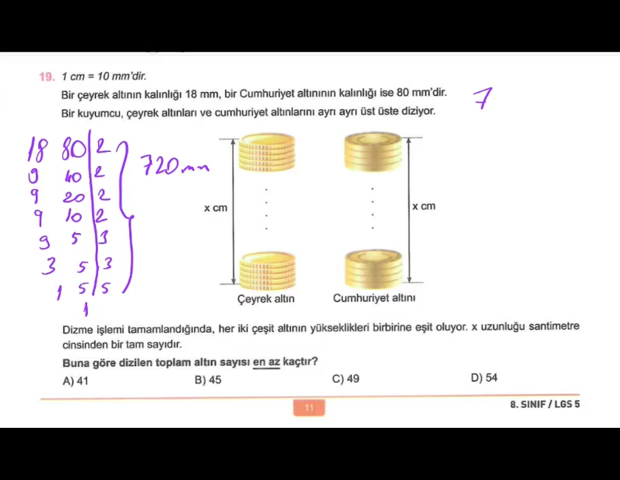 19. 1 cm = 10 mm'dir.
Bir çeyrek altının kalınlığı 18 mm, bir Cumhuriyet altınının kalınlığı ise 80 mm'dir.
Bir kuyumcu, çeyrek altınları ve cumhuriyet altınlarını ayrı ayrı üst üste diziyor.
7
18 80 2
9 40 2
9 20 2
9 10 2
9 5 3
3 5 3
1 5 5
1
720 mm
x cm
x cm
Çeyrek altın
Cumhuriyet altını
Dizme işlemi tamamlandığında, her iki çeşit altının yükseklikleri birbirine eşit oluyor. x uzunluğu santimetre
cinsinden bir tam sayıdır.
Buna göre dizilen toplam altın sayısı en az kaçtır?
A) 41 B) 45 C) 49 D) 54
11
8. SINIF / LGS 5